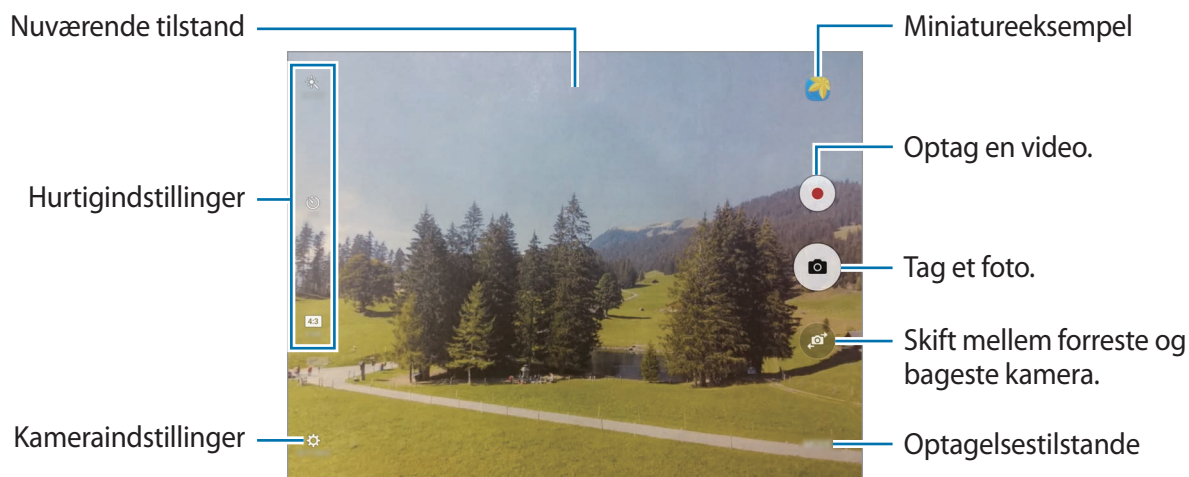 Nuværende tilstand
Miniatureeksempel
Optag en video.
Hurtigindstillinger
Tag et foto.
4:3
Skift mellem forreste og
bageste kamera.
Kameraindstillinger
Optagelsestilstande